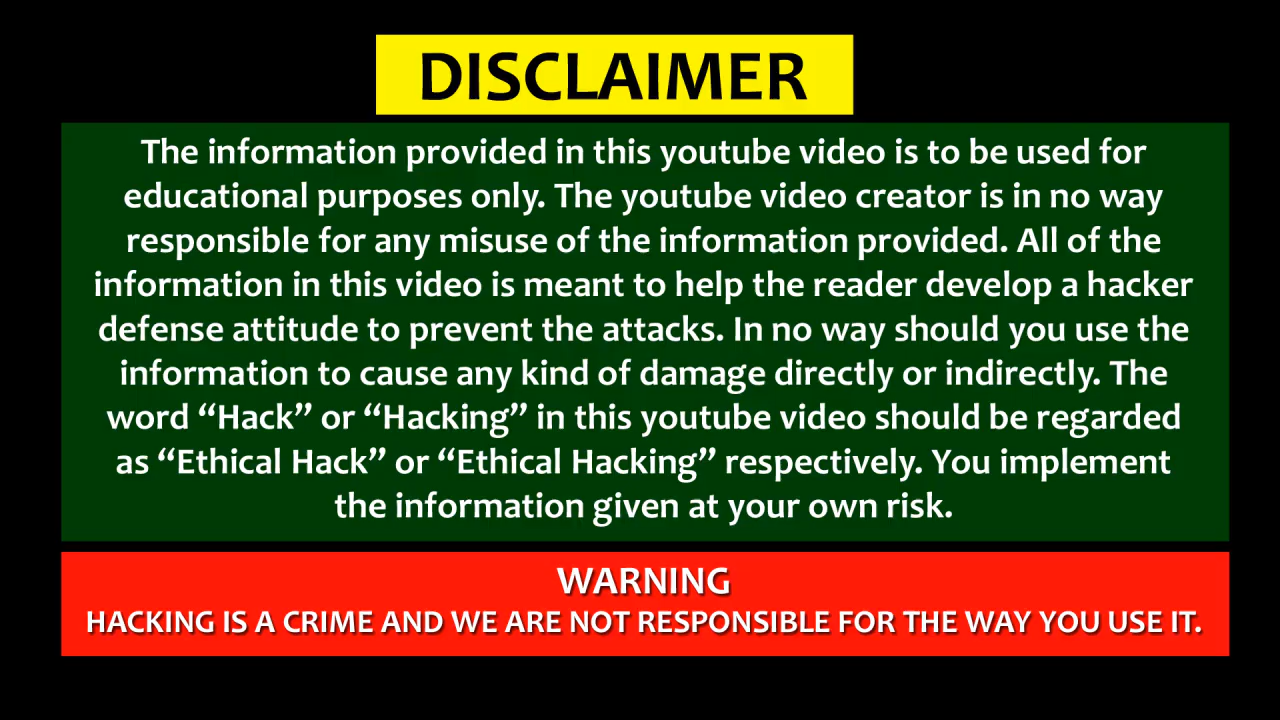 DISCLAIMER
The information provided in this youtube video is to be used for
educational purposes only. The youtube video creator is in no way
responsible for any misuse of the information provided. All of the
information in this video is meant to help the reader develop a hacker
defense attitude to prevent the attacks. In no way should you use the
information to cause any kind of damage directly or indirectly. The
word “Hack” or “Hacking” in this youtube video should be regarded
as “Ethical Hack” or “Ethical Hacking” respectively. You implement
the information given at your own risk.
WARNING
HACKING IS A CRIME AND WE ARE NOT RESPONSIBLE FOR THE WAY YOU USE IT.